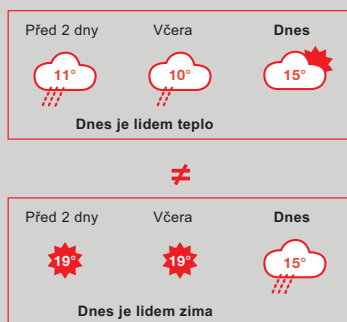 Před 2 dny Včera Dnes
11° 10° 15°
Dnes je lidem teplo
≠
Před 2 dny Včera Dnes
19° 19° 15°
Dnes je lidem zima